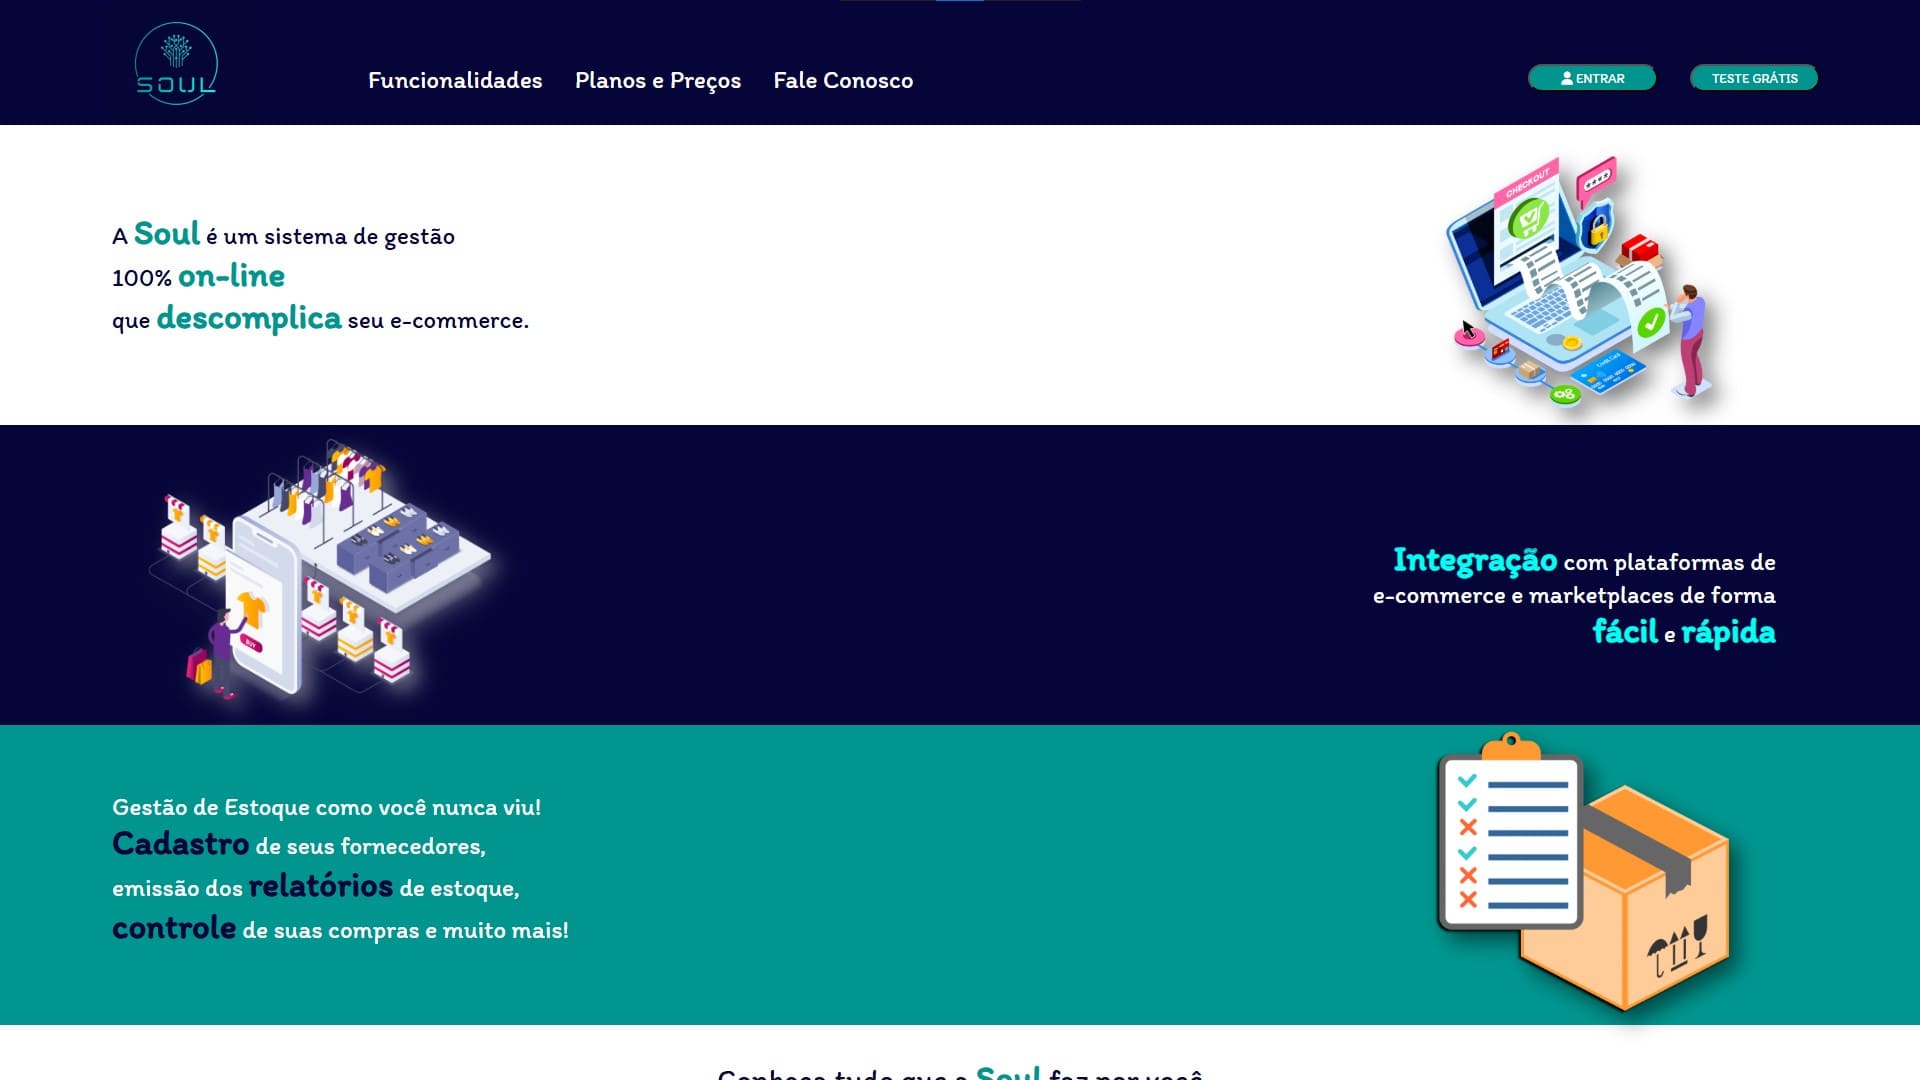 SOUL
Funcionalidades Planos e Preços Fale Conosco
ENTRAR
TESTE GRÁTIS
A Soul é um sistema de gestão
100% on-line
que descomplica seu e-commerce.
CHECKOUT
BUY
Integração com plataformas de
e-commerce e marketplaces de forma
fácil e rápida
Gestão de Estoque como você nunca viu!
Cadastro de seus fornecedores,
emissão dos relatórios de estoque,
controle de suas compras e muito mais!
Conheça tudo que a Soul faz por você